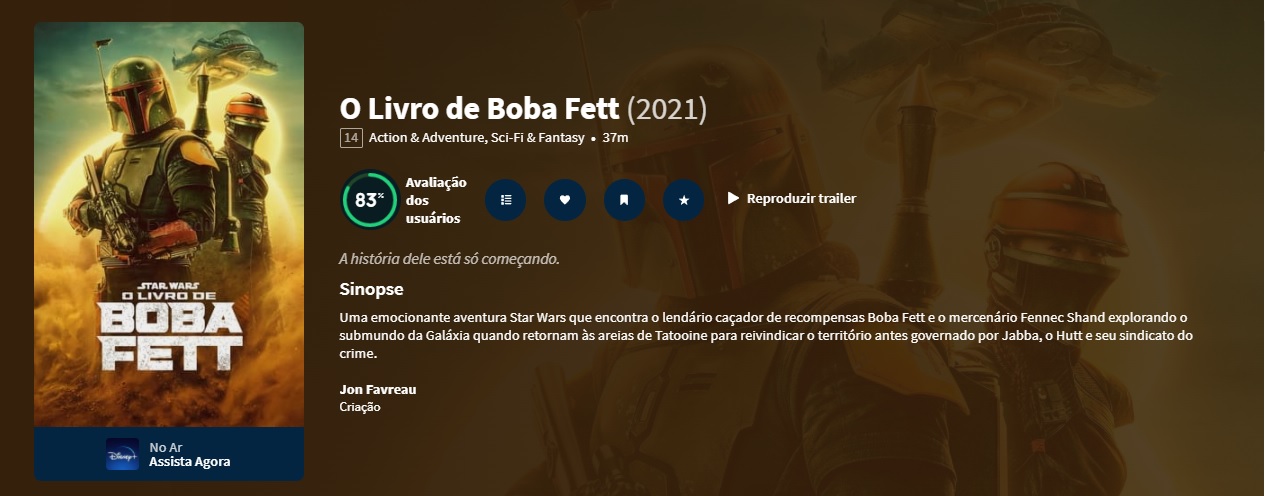 O Livro de Boba Fett (2021)
14 Action & Adventure, Sci-Fi & Fantasy • 37m
83%
Avaliação
dos
usuários
Reproduzir trailer
A história dele está só começando.
Sinopse
Uma emocionante aventura Star Wars que encontra o lendário caçador de recompensas Boba Fett e o mercenário Fennec Shand explorando o
submundo da Galáxia quando retornam às areias de Tatooine para reivindicar o território antes governado por Jabba, o Hutt e seu sindicato do
crime.
Jon Favreau
Criação
STAR WARS
O LIVRO DE
BOBA
FETT
Disney+
No Ar
Assista Agora